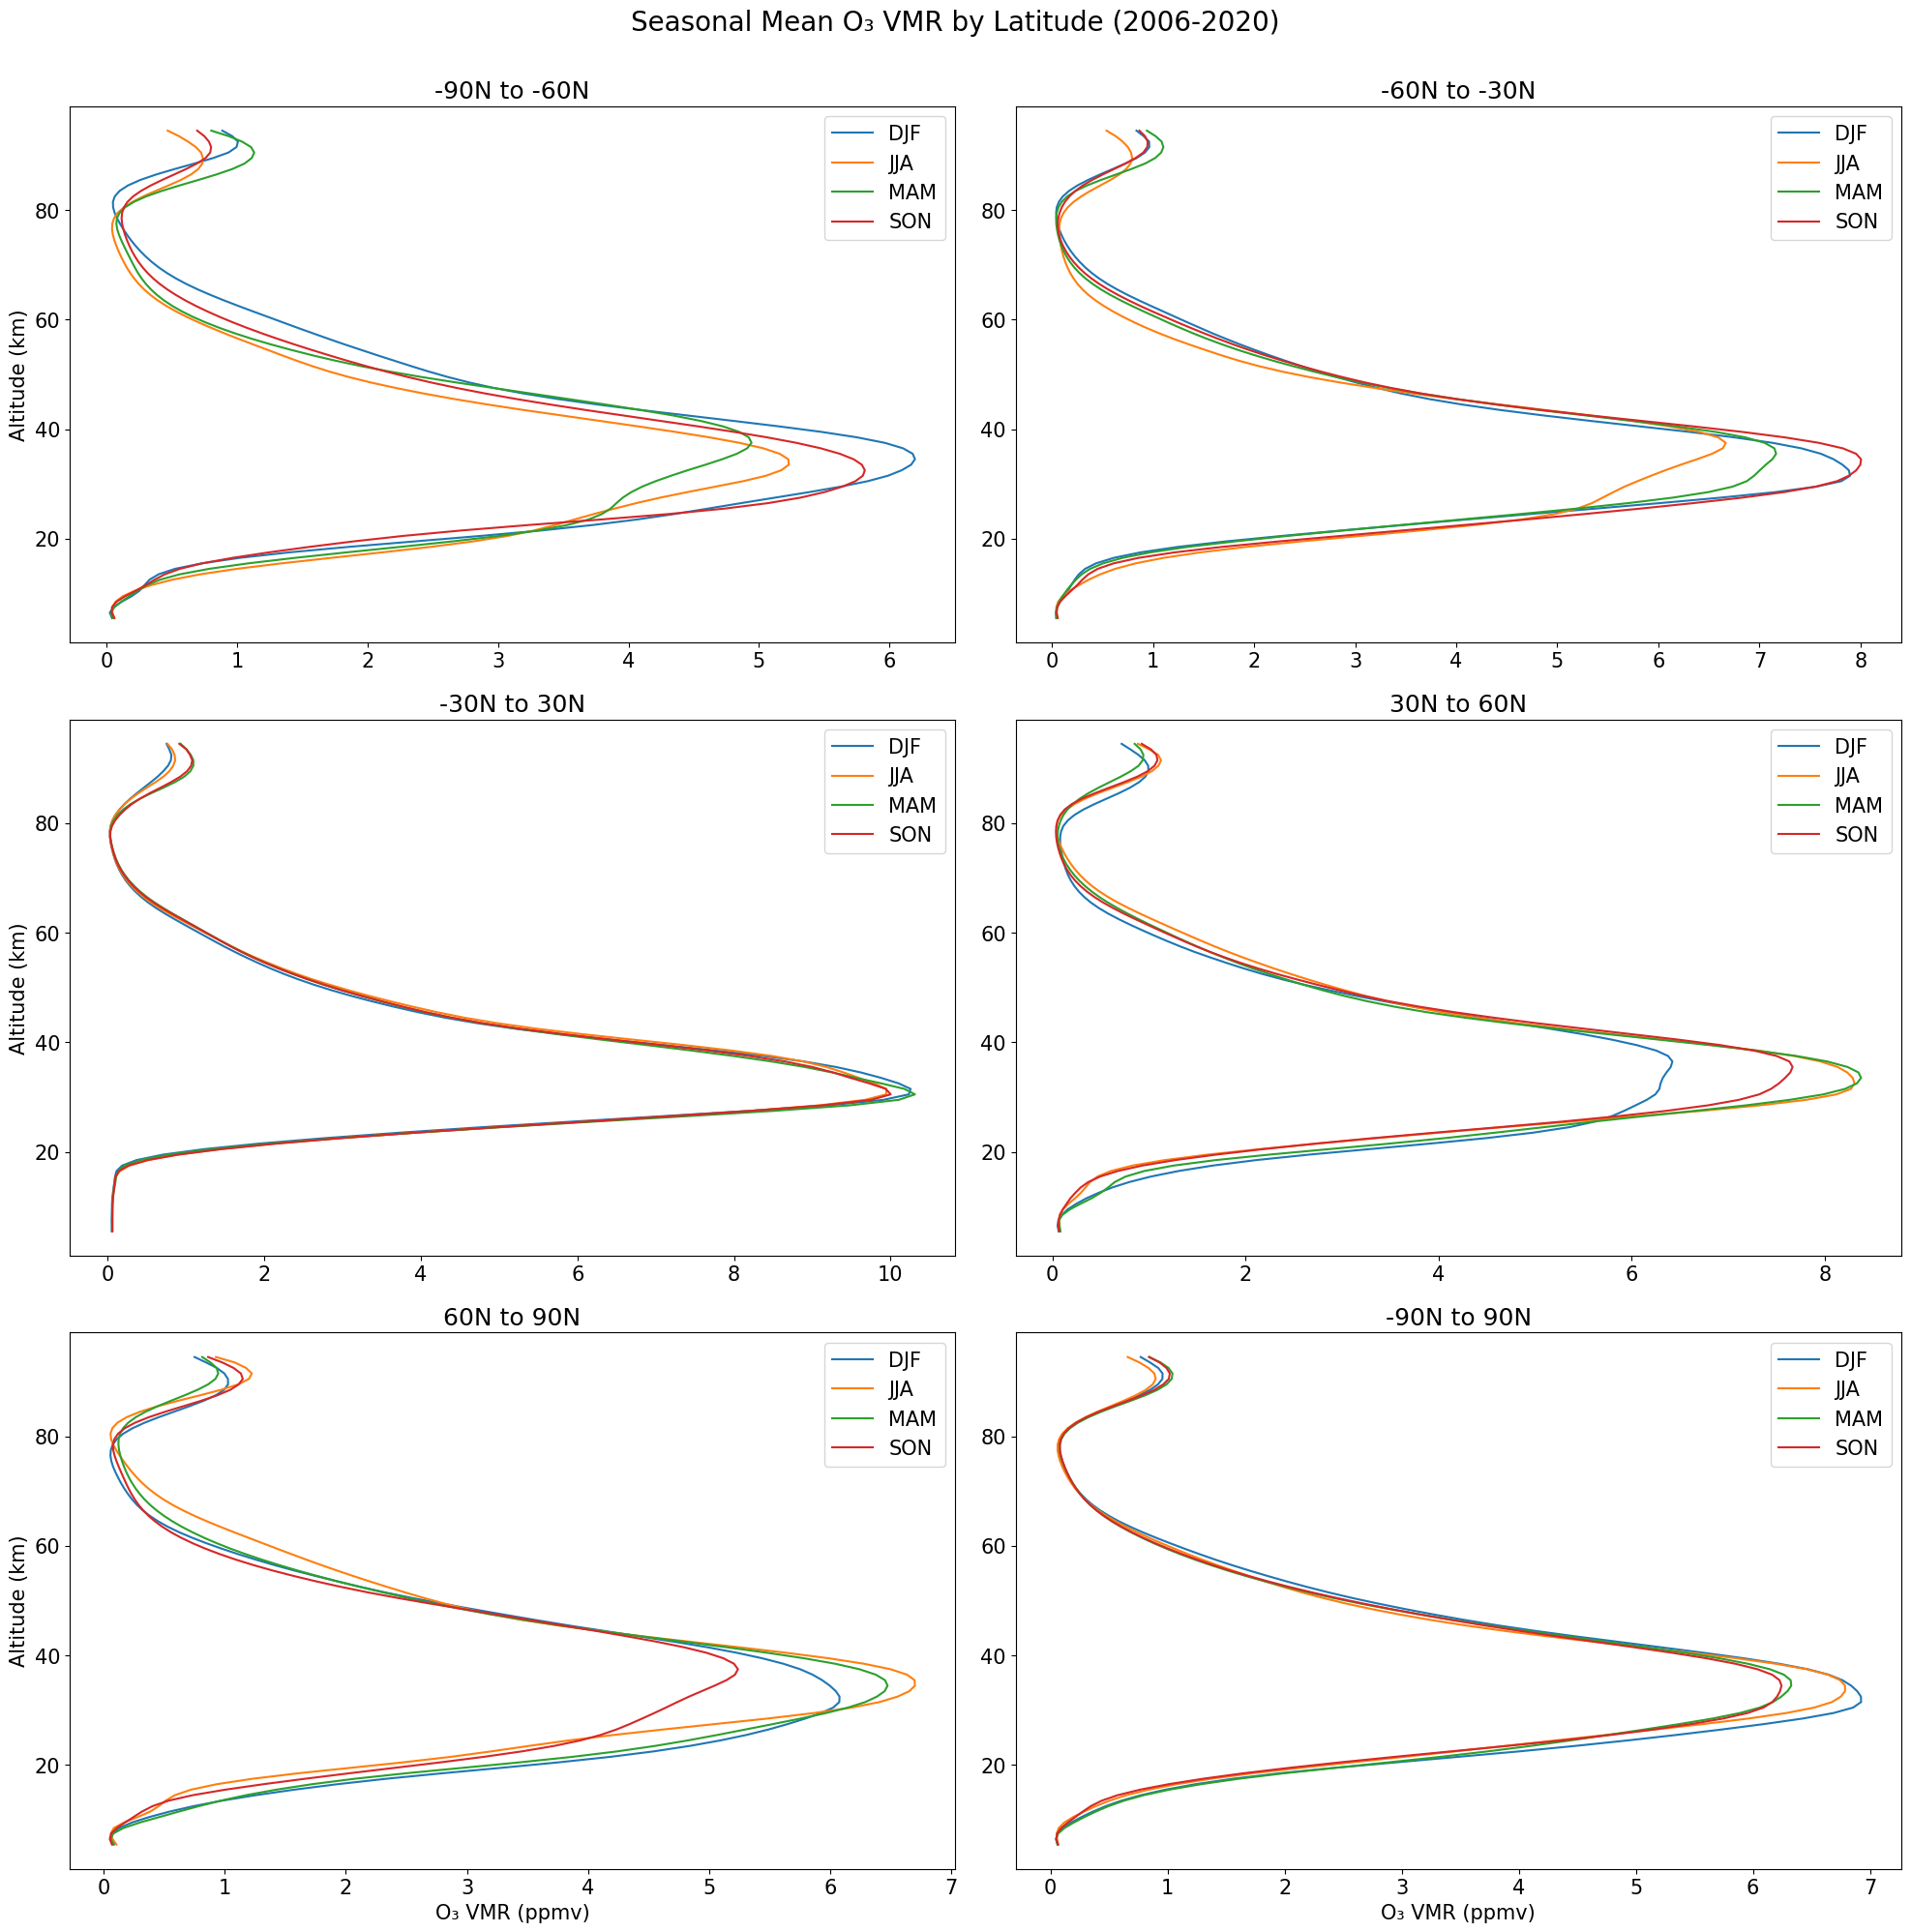 Seasonal Mean O₃ VMR by Latitude (2006-2020)
-90N to -60N
DJF
JJA
MAM
SON
80
60
40
20
Altitude (km)
0 1 2 3 4 5 6
-60N to -30N
DJF
JJA
MAM
SON
80
60
40
20
0 1 2 3 4 5 6 7 8
-30N to 30N
DJF
JJA
MAM
SON
80
60
40
20
Altitude (km)
0 2 4 6 8 10
30N to 60N
DJF
JJA
MAM
SON
80
60
40
20
0 2 4 6 8
60N to 90N
DJF
JJA
MAM
SON
80
60
40
20
Altitude (km)
0 1 2 3 4 5 6 7
O₃ VMR (ppmv)
-90N to 90N
DJF
JJA
MAM
SON
80
60
40
20
0 1 2 3 4 5 6 7
O₃ VMR (ppmv)